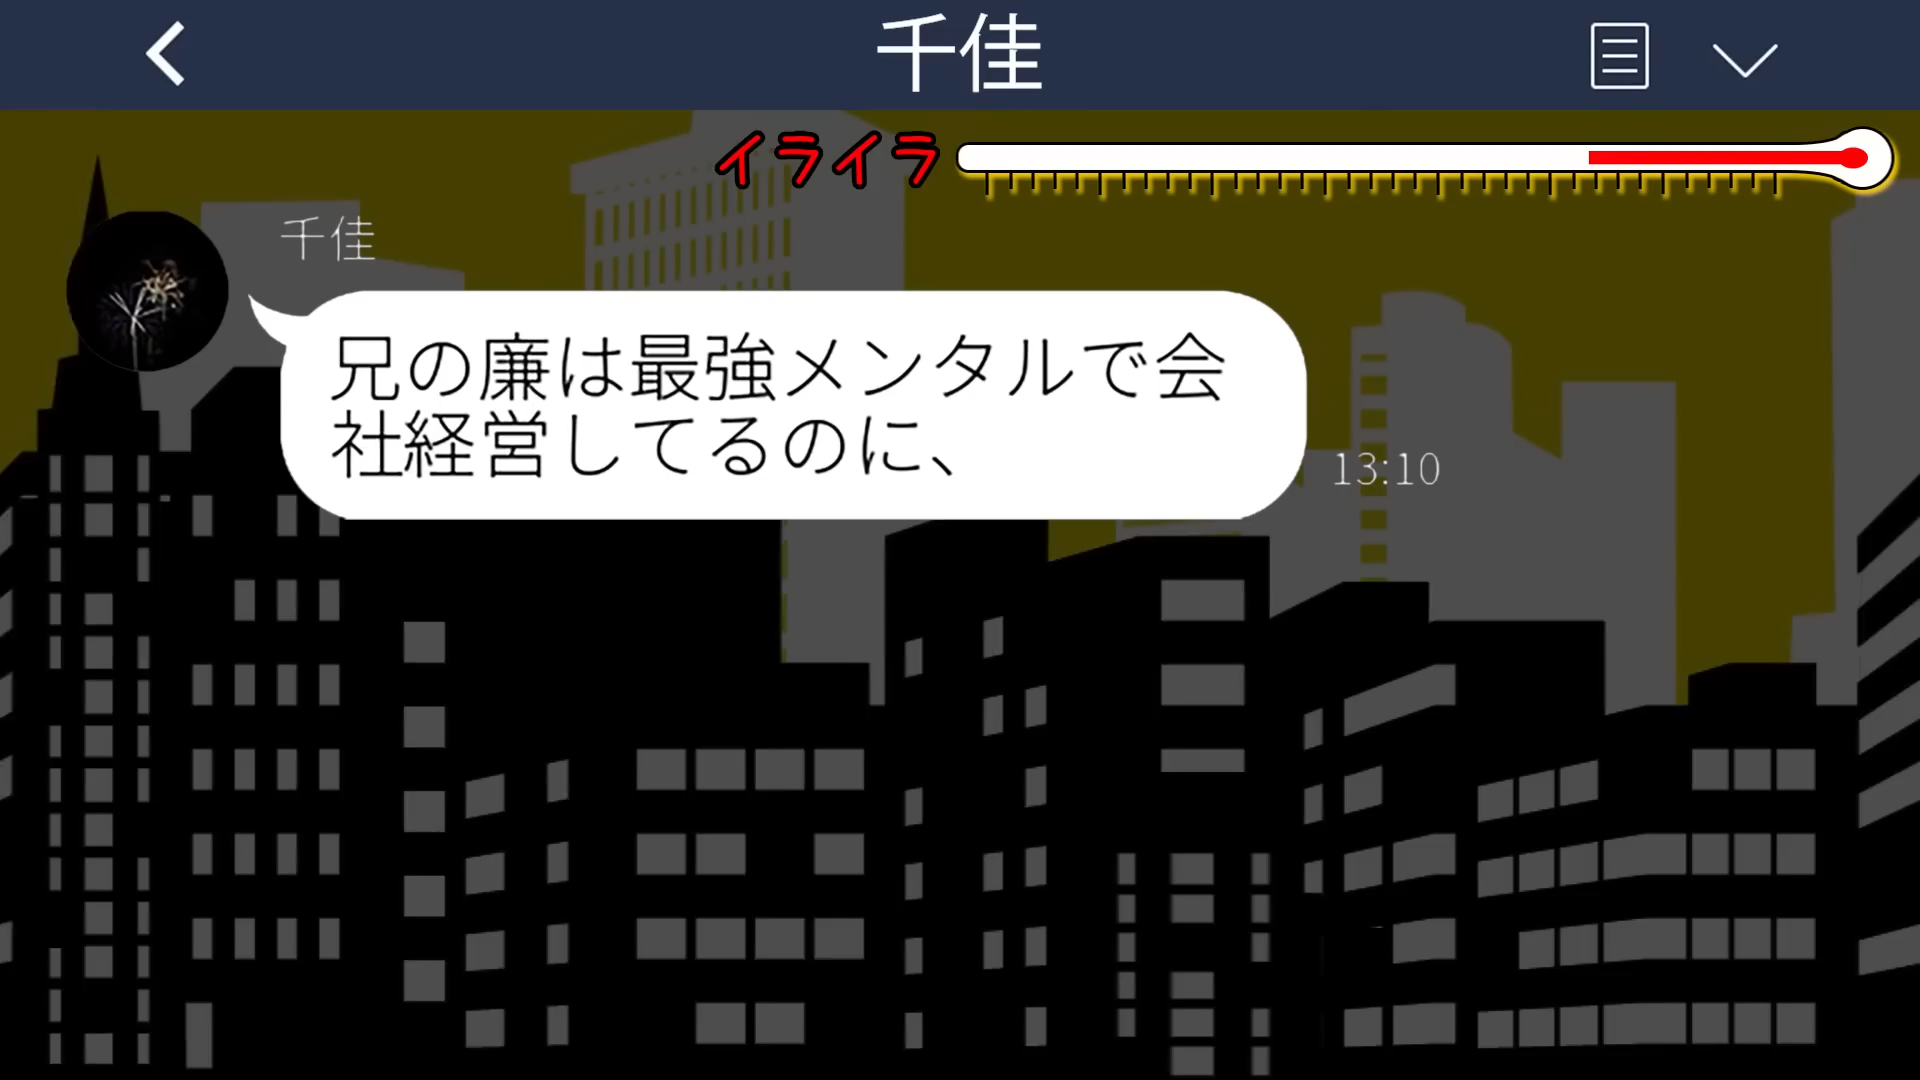 千佳
イライラ
千佳
兄の廉は最強メンタルで会
社経営してるのに、
13:10